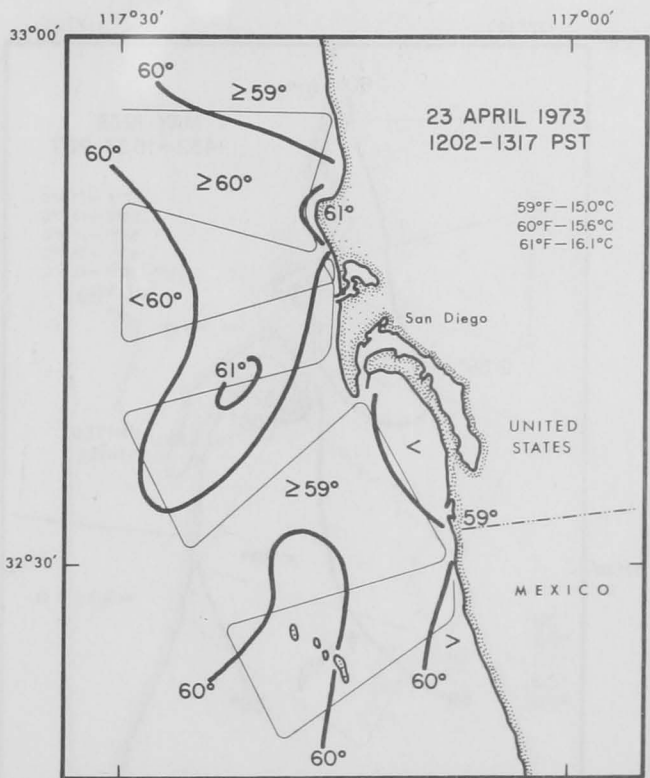 117°30'
117°00'
33°00'
60°
≥59°
23 APRIL 1973
1202-1317 PST
60°
≥60°
61°
59°F-15.0°C
60°F-15.6°C
61°F-16.1°C
<60°
San Diego
61°
UNITED
STATES
<
≥59°
59°
32°30'
MEXICO
>
60°
60°
60°